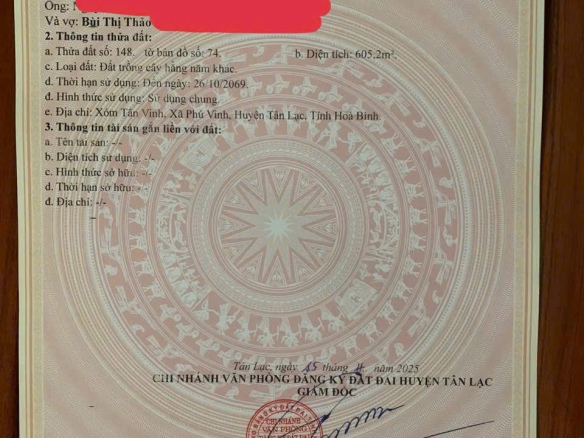 Ông:
Và vợ: Bùi Thị Thảo
2. Thông tin thửa đất:
a. Thửa đất số: 148. tờ bản đồ số: 74. b. Diện tích: 605,2m².
c. Loại đất: Đất trồng cây hàng năm khác.
d. Thời hạn sử dụng: Đến ngày: 26/10/2069.
đ. Hình thức sử dụng: Sử dụng chung.
e. Địa chỉ: Xóm Tân Vinh, Xã Phú Vinh, Huyện Tân Lạc, Tỉnh Hoà Bình.
3. Thông tin tài sản gắn liền với đất:
a. Tên tài sản: -/-
b. Diện tích sử dụng: -/-
c. Hình thức sở hữu: -/-
d. Thời hạn sở hữu: -/-
đ. Địa chỉ: -/-
Tân Lạc, ngày 15 tháng 4 năm 2025
CHI NHÁNH VĂN PHÒNG ĐĂNG KÝ ĐẤT ĐAI HUYỆN TÂN LẠC
GIÁM ĐỐC
CHI NHÁNH
VĂN PHÒNG